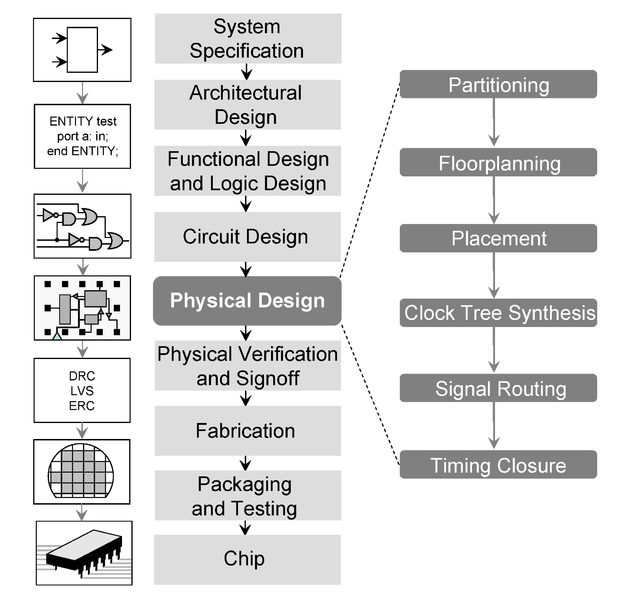 ENTITY test
port a: in;
end ENTITY;
DRC
LVS
ERC
System
Specification
Architectural
Design
Functional Design
and Logic Design
Circuit Design
Physical Design
Physical Verification
and Signoff
Fabrication
Packaging
and Testing
Chip
Partitioning
Floorplanning
Placement
Clock Tree Synthesis
Signal Routing
Timing Closure